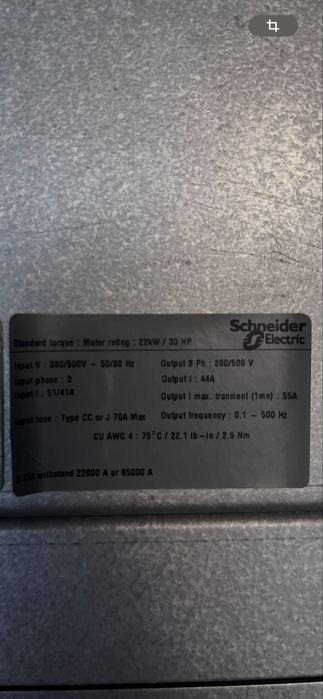 Schneider
Electric
Standard torque : Motor rating : 22kW / 30 HP
Input V : 380/500V – 50/60 Hz
Output 3 Ph : 380/500 V
Input phase : 3
Output I : 44A
Input I : 51/41A
Output I max. transient (1mn) : 55A
Input fuse : Type CC or J 70A Max
Output frequency : 0.1 – 500 Hz
CU AWG 4 : 75°C / 22.1 lb-in / 2.5 Nm
withstand 22000 A or 65000 A